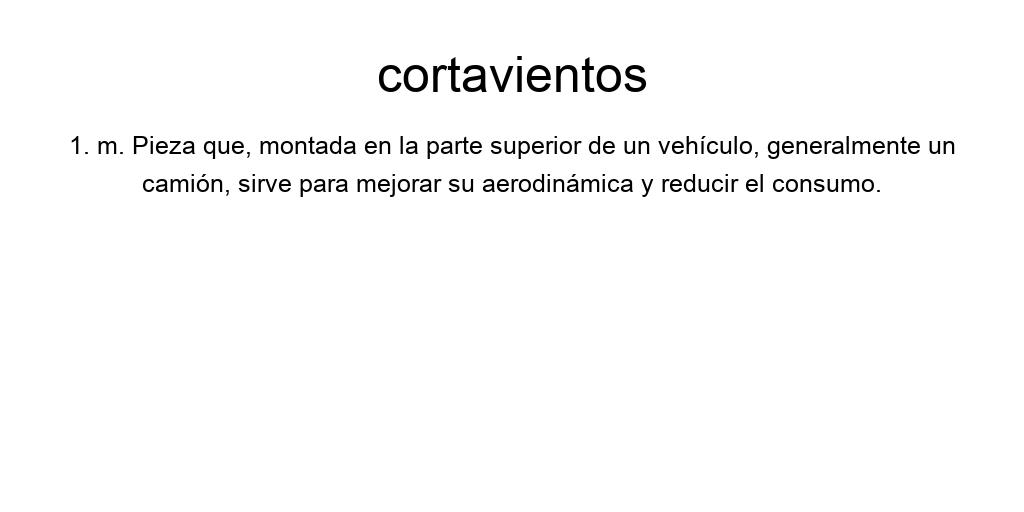 cortavientos
1. m. Pieza que, montada en la parte superior de un vehículo, generalmente un
camión, sirve para mejorar su aerodinámica y reducir el consumo.